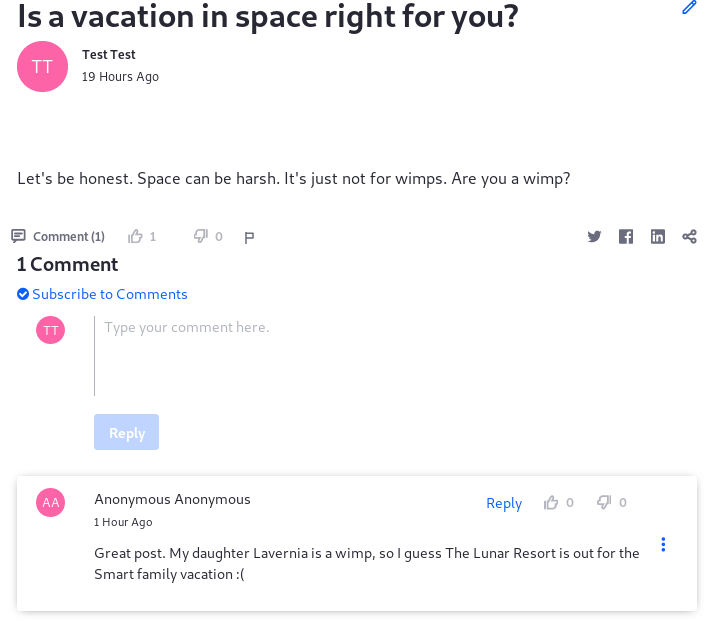 Is a vacation in space right for you?
TT
Test Test
19 Hours Ago
Let's be honest. Space can be harsh. It's just not for wimps. Are you a wimp?
Comment (1) 1 0
1 Comment
Subscribe to Comments
TT
Type your comment here.
Reply
AA
Anonymous Anonymous
Reply 0 0
1 Hour Ago
Great post. My daughter Lavernia is a wimp, so I guess The Lunar Resort is out for the
Smart family vacation :(